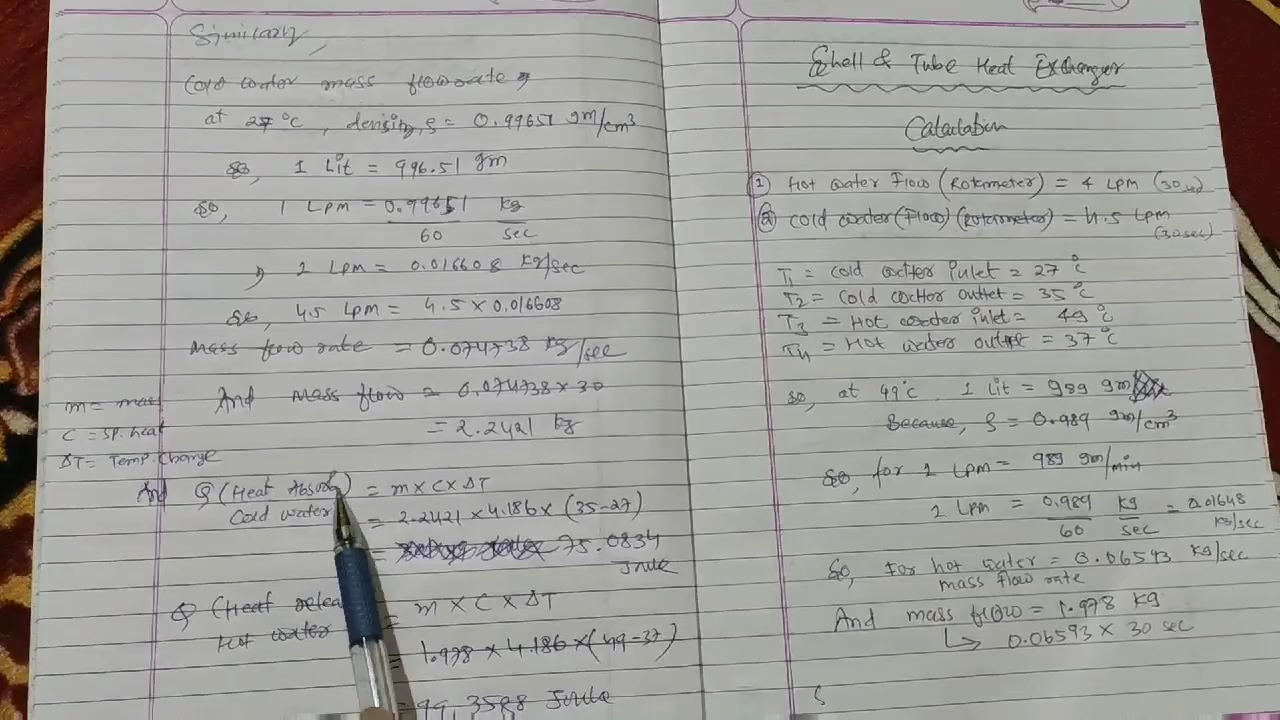 Similarly,
Cold water mass flow rate →
at 27 °C, density, ρ = 0.99651 gm/cm³
so, 1 Lit = 996.51 gm
so, 1 LPM = 0.99651 kg
60 sec
1 LPM = 0.016608 kg/sec
so, 4.5 LPM = 4.5 × 0.016608
Mass flow rate = 0.074738 kg/sec
m = mass
And mass flow = 0.074738 × 30
C = sp. heat
= 2.2421 kg
ΔT = Temp. Change
And Q (Heat Absorb) = m × C × ΔT
Cold water = 2.2421 × 4.186 × (35-27)
= 75.0834
Joule
Q (Heat = m × C × ΔT
Hot water
1.978 × 4.186 × (49-37)
= 99.3588 Joule
Shell & Tube Heat Exchanger
Calculation
① Hot water Flow (Rotameter) = 4 LPM (30 sec)
② Cold water (Flow) (Rotameter) = 4.5 LPM
(30 sec)
T1 = Cold water inlet = 27 °C
T2 = Cold water outlet = 35 °C
T3 = Hot water inlet = 49 °C
T4 = Hot water outlet = 37 °C
so, at 49°C, 1 lit = 989 gm
Because, ρ = 0.989 gm/cm³
so, for 1 LPM = 989 gm/min
1 LPM = 0.989 kg = 0.01648
60 sec kg/sec
So, For hot water = 0.06593 kg/sec
mass flow rate
And mass flow = 1.978 kg
↳ 0.06593 × 30 sec